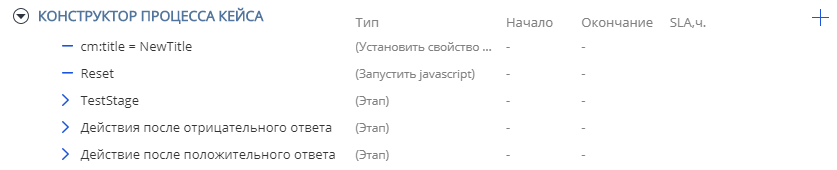 КОНСТРУКТОР ПРОЦЕССА КЕЙСА Тип Начало Окончание SLA,ч.
cm:title = NewTitle (Установить свойство ... - -
Reset (Запустить javascript) - -
TestStage (Этап) - -
Действия после отрицательного ответа (Этап) - -
Действие после положительного ответа (Этап) - -